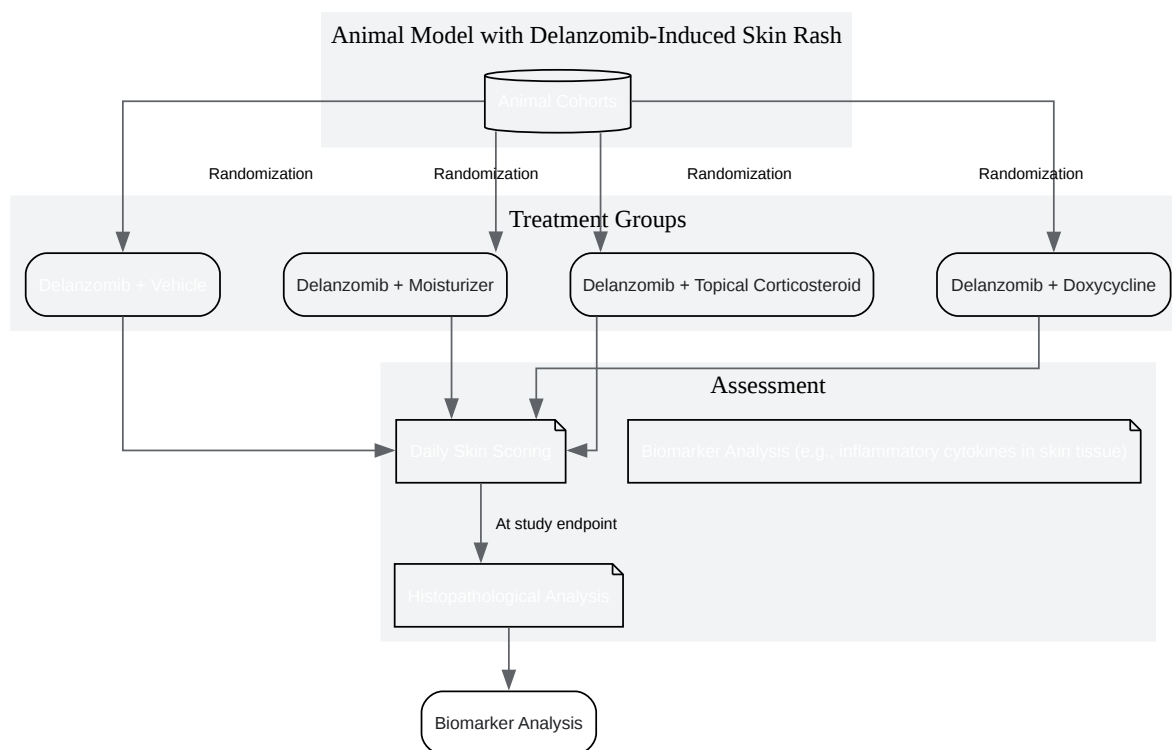 Animal Model with Delanzomib-Induced Skin Rash
Animal Cohorts
Randomization
Randomization
Randomization
Randomization
Treatment Groups
Delanzomib + Vehicle
Delanzomib + Moisturizer
Delanzomib + Topical Corticosteroid
Delanzomib + Doxycycline
Assessment
Daily Skin Scoring
Biomarker Analysis (e.g., inflammatory cytokines in skin tissue)
At study endpoint
Histopathological Analysis
Biomarker Analysis